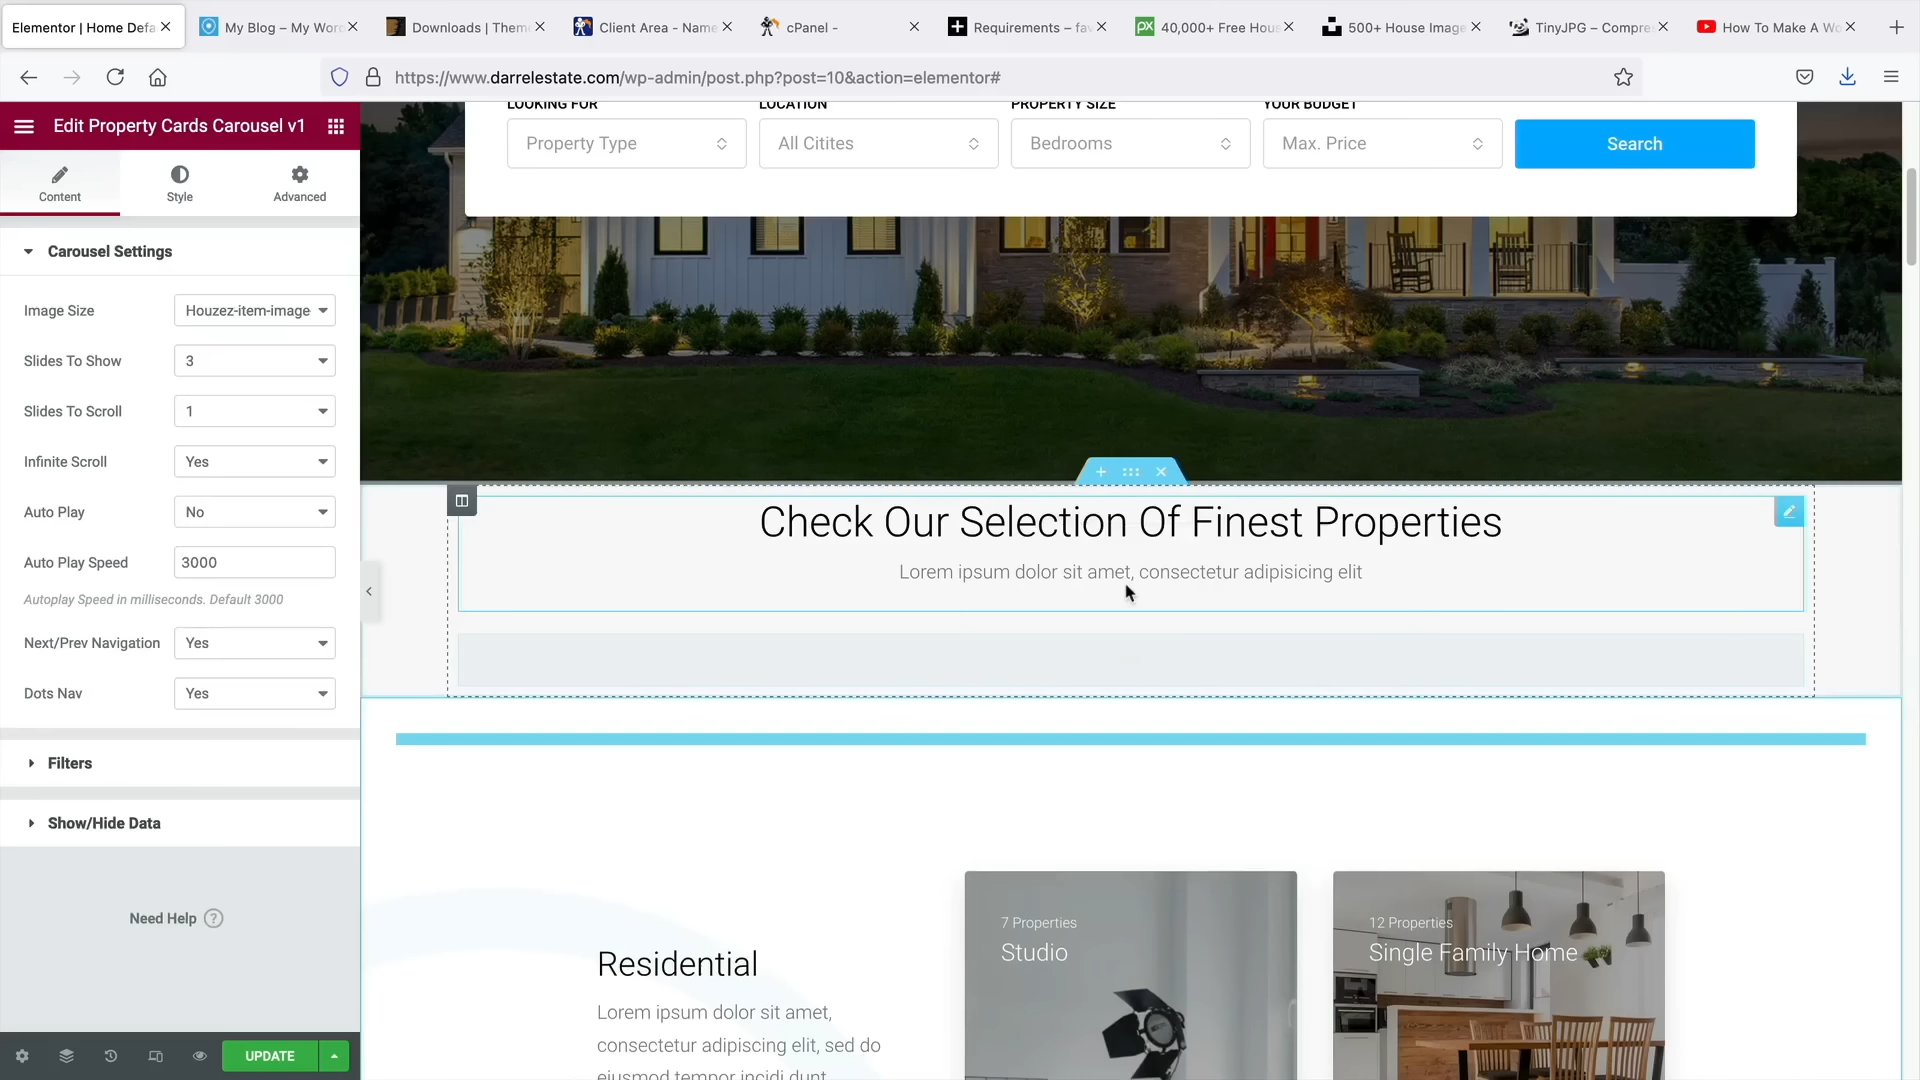 Elementor | Home Defa
My Blog – My Wor
Downloads | Them
Client Area - Name
cPanel -
Requirements – fav
40,000+ Free Hous
500+ House Image
TinyJPG – Compre
How To Make A Wo
https://www.darrelestate.com/wp-admin/post.php?post=10&action=elementor#
Edit Property Cards Carousel v1
Content
Style
Advanced
Carousel Settings
Image Size
Houzez-item-image
Slides To Show
3
Slides To Scroll
1
Infinite Scroll
Yes
Auto Play
No
Auto Play Speed
3000
Autoplay Speed in milliseconds. Default 3000
Next/Prev Navigation
Yes
Dots Nav
Yes
Filters
Show/Hide Data
Need Help ?
UPDATE
LOOKING FOR
LOCATION
PROPERTY SIZE
YOUR BUDGET
Property Type
All Citites
Bedrooms
Max. Price
Search
Check Our Selection Of Finest Properties
Lorem ipsum dolor sit amet, consectetur adipisicing elit
Residential
Lorem ipsum dolor sit amet,
consectetur adipiscing elit, sed do
eiusmod tempor incidi dunt
7 Properties
Studio
12 Properties
Single Family Home